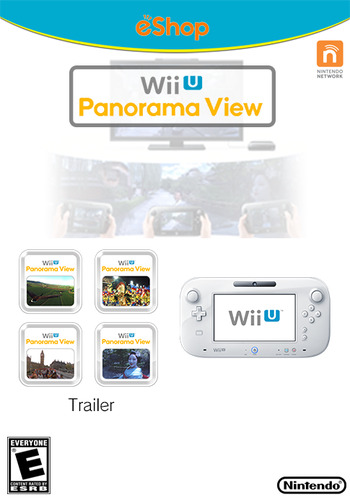 eShop
NINTENDO
NETWORK
Wii U
Panorama View
Wii U
Panorama View
Wii U
Panorama View
Wii U
Panorama View
Wii U
Panorama View
Wii U
Trailer
EVERYONE
E
CONTENT RATED BY
ESRB
Nintendo